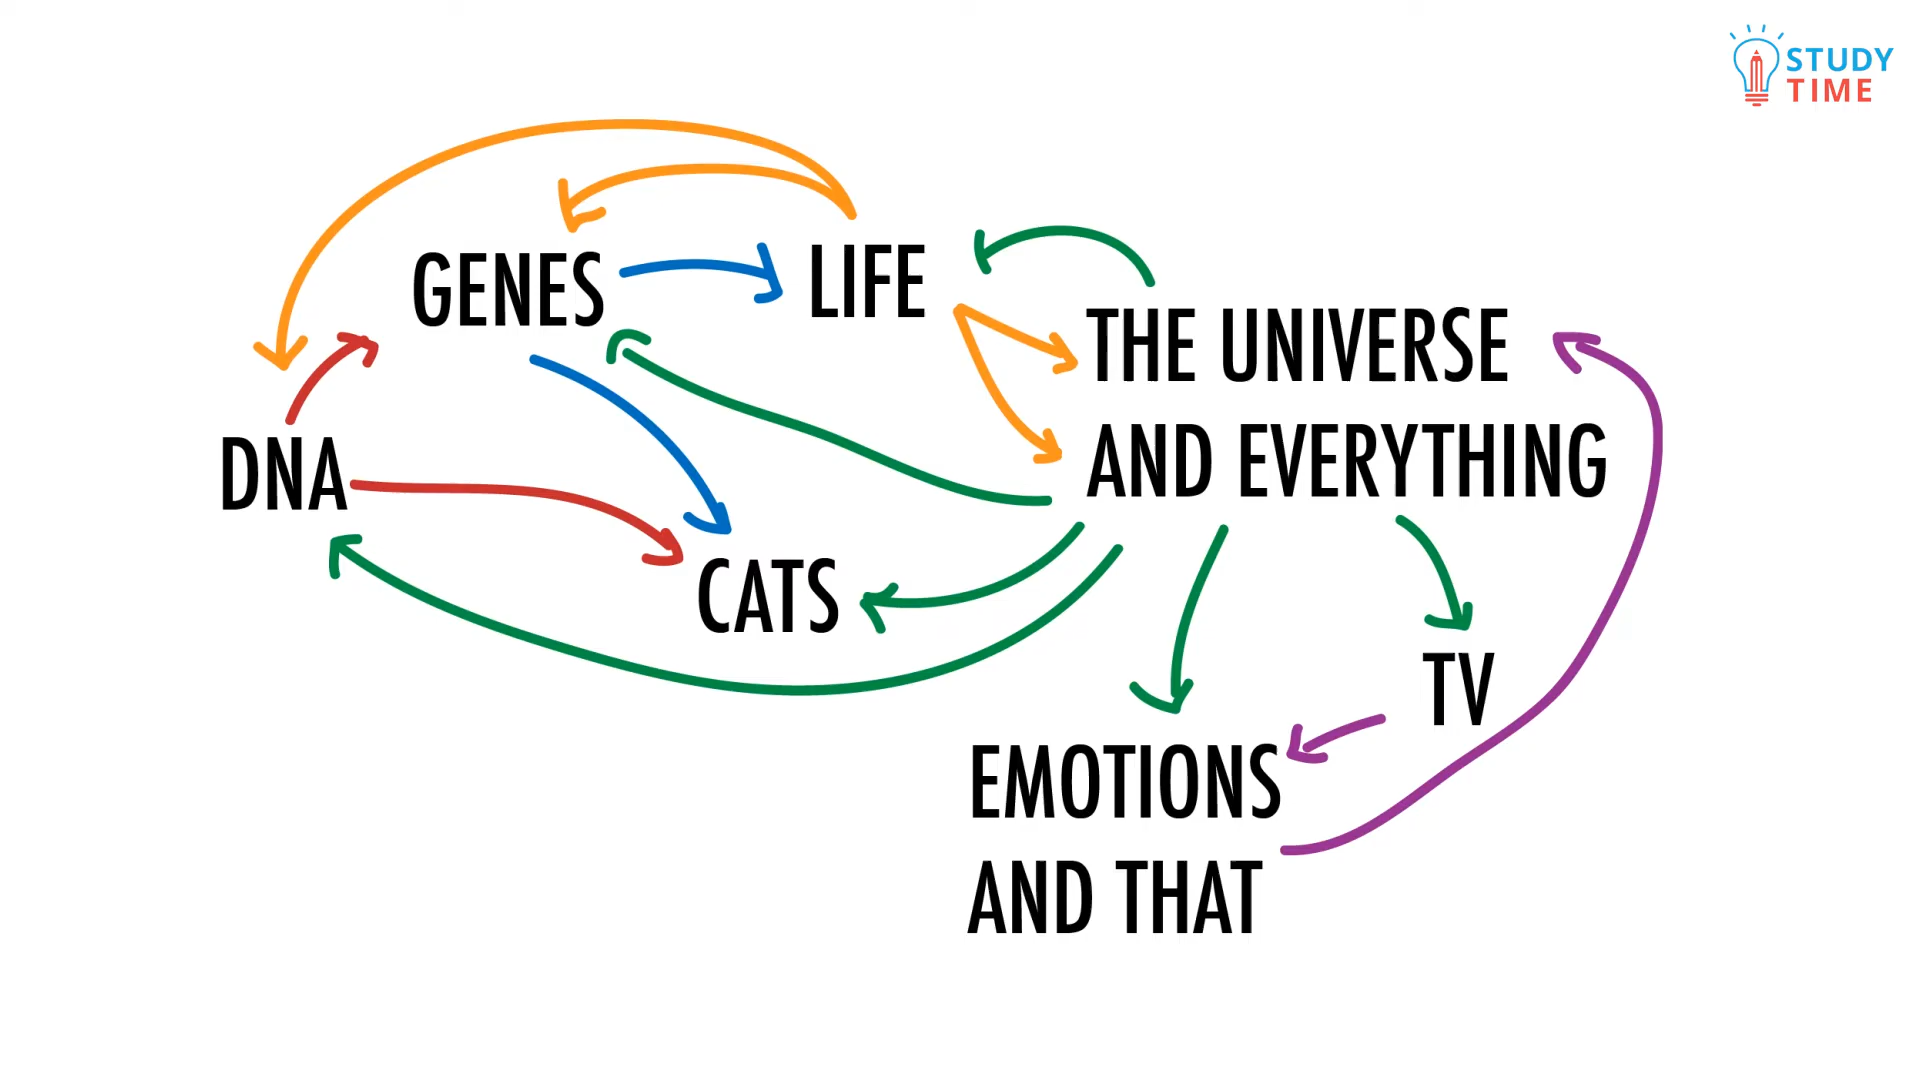 STUDY
TIME
GENES
LIFE
THE UNIVERSE
AND EVERYTHING
DNA
CATS
TV
EMOTIONS
AND THAT